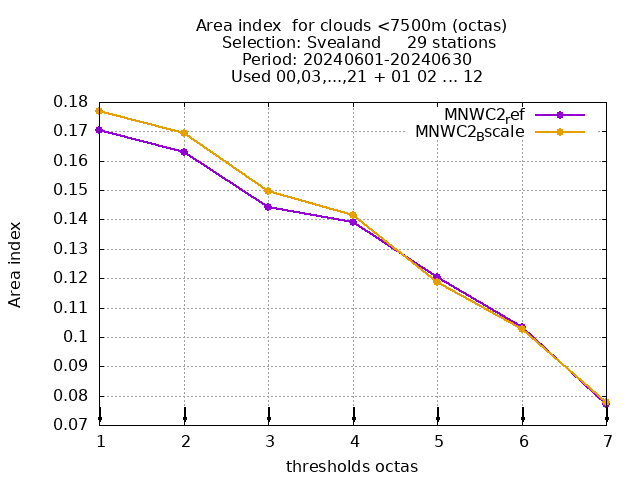 Area index  for clouds <7500m (octas)
Selection: Svealand     29 stations
Period: 20240601-20240630
Used 00,03,...,21 + 01 02 ... 12
MNWC2ref
MNWC2Bscale
0.18
0.17
0.16
0.15
0.14
0.13
0.12
0.11
0.1
0.09
0.08
0.07
Area index
1 2 3 4 5 6 7
thresholds octas